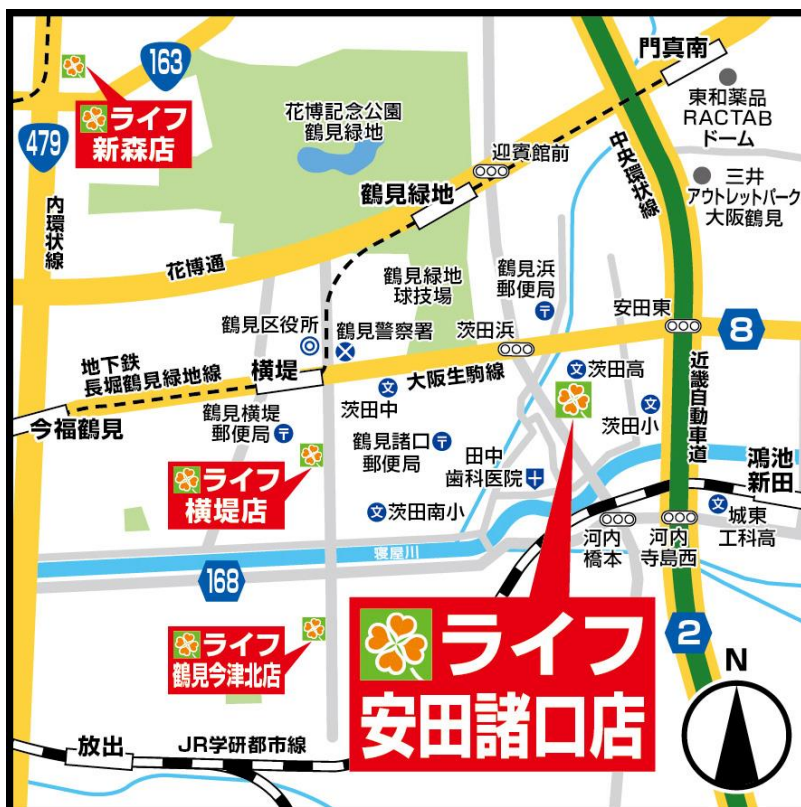 163
ライフ
新森店
479
内環状線
花博記念公園
鶴見緑地
門真南
東和薬品
RACTAB
ドーム
迎賓館前
中央環状線
三井
アウトレットパーク
大阪鶴見
鶴見緑地
花博通
鶴見緑地
球技場
鶴見浜
郵便局
安田東
8
鶴見区役所
鶴見警察署
茨田浜
地下鉄
長堀鶴見緑地線
横堤
大阪生駒線
文
茨田高
近畿自動車道
今福鶴見
文
茨田中
文
茨田小
鶴見横堤
郵便局
鶴見諸口
郵便局
田中
歯科医院
鴻池
新田
ライフ
横堤店
文
茨田南小
文
城東
工科高
河内
橋本
河内
寺島西
寝屋川
168
ライフ
鶴見今津北店
ライフ
安田諸口店
2
N
放出
JR学研都市線